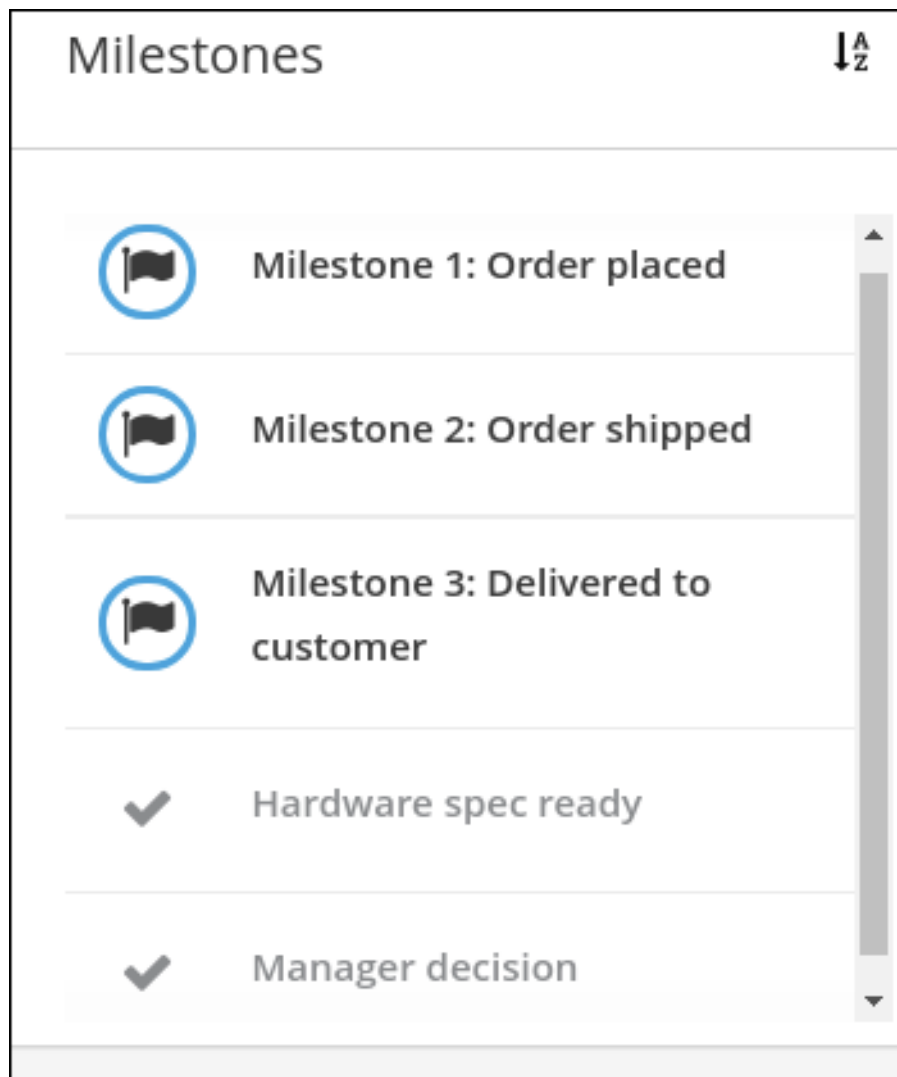 Milestones
A
Z
Milestone 1: Order placed
Milestone 2: Order shipped
Milestone 3: Delivered to
customer
Hardware spec ready
Manager decision